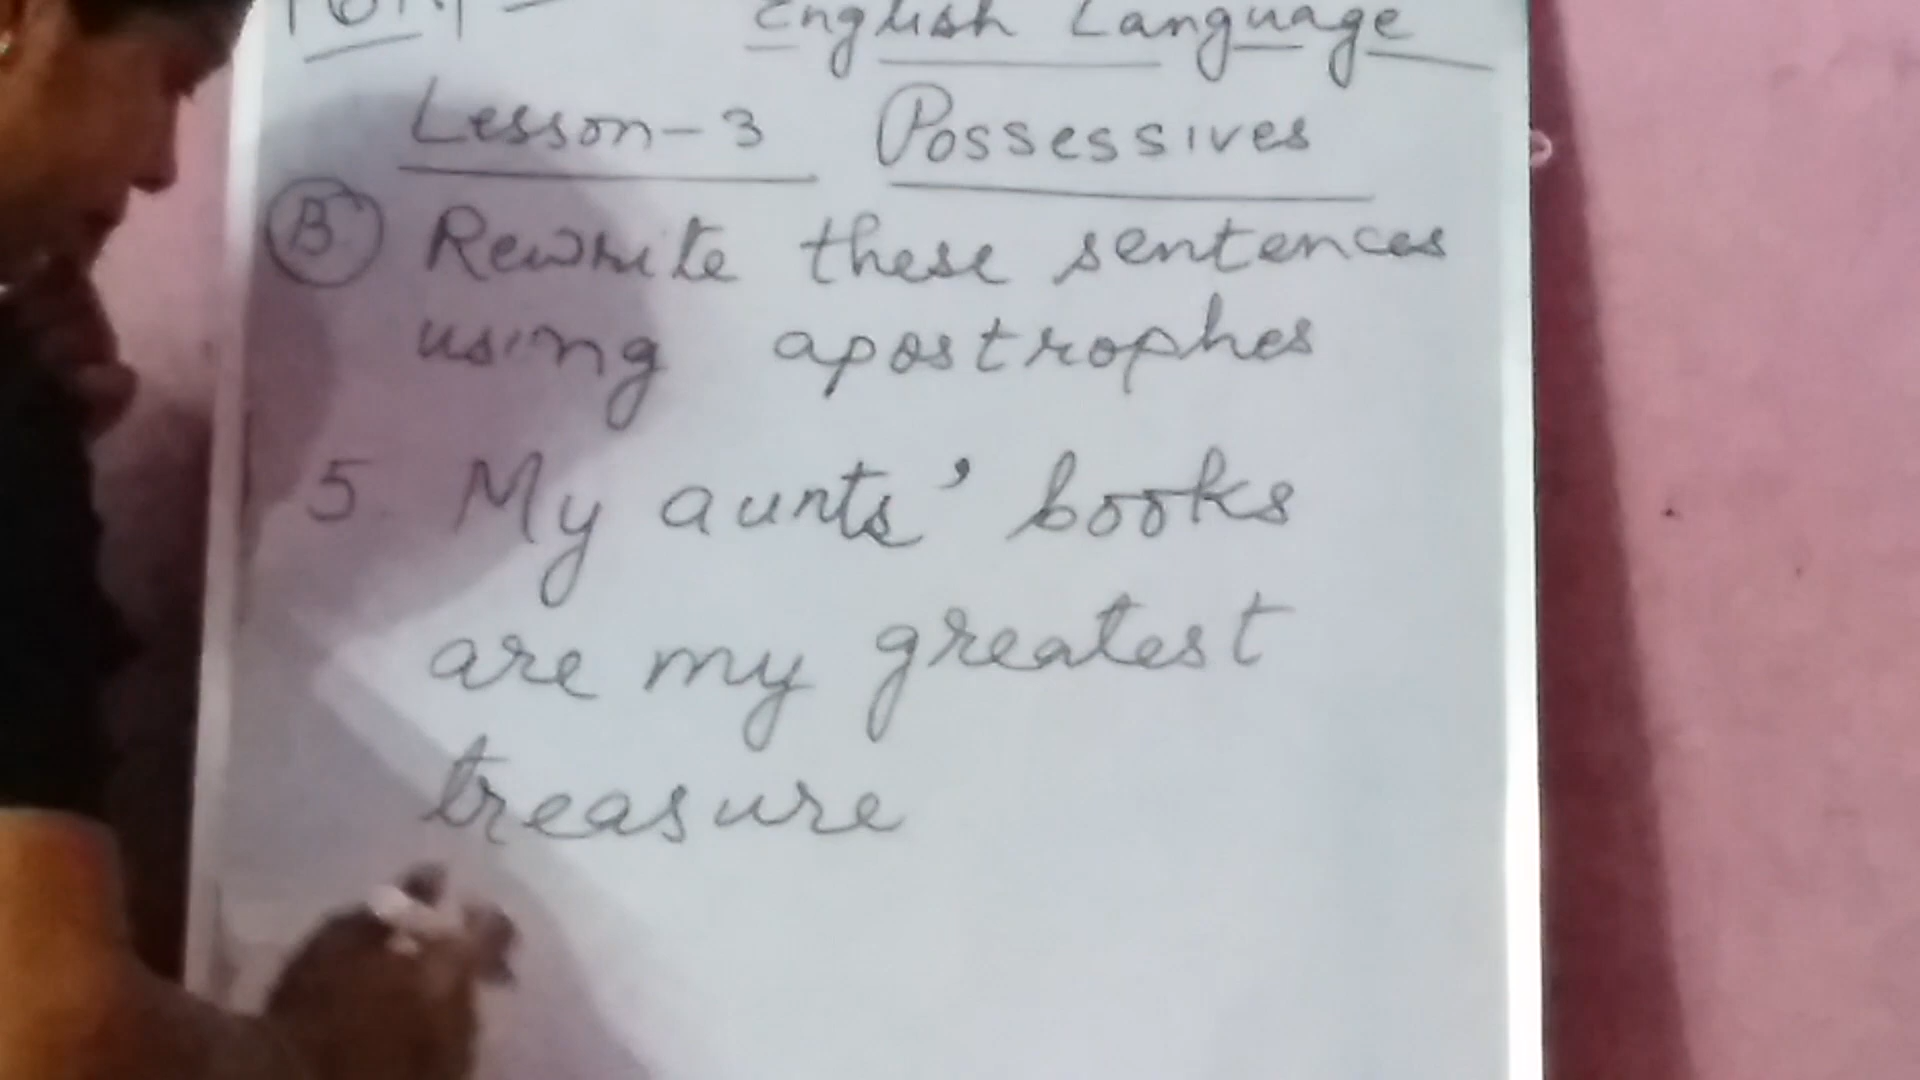 English Language
Lesson-3 Possessives
B. Rewrite these sentences
using apostrophes
5. My aunts' books
are my greatest
treasure